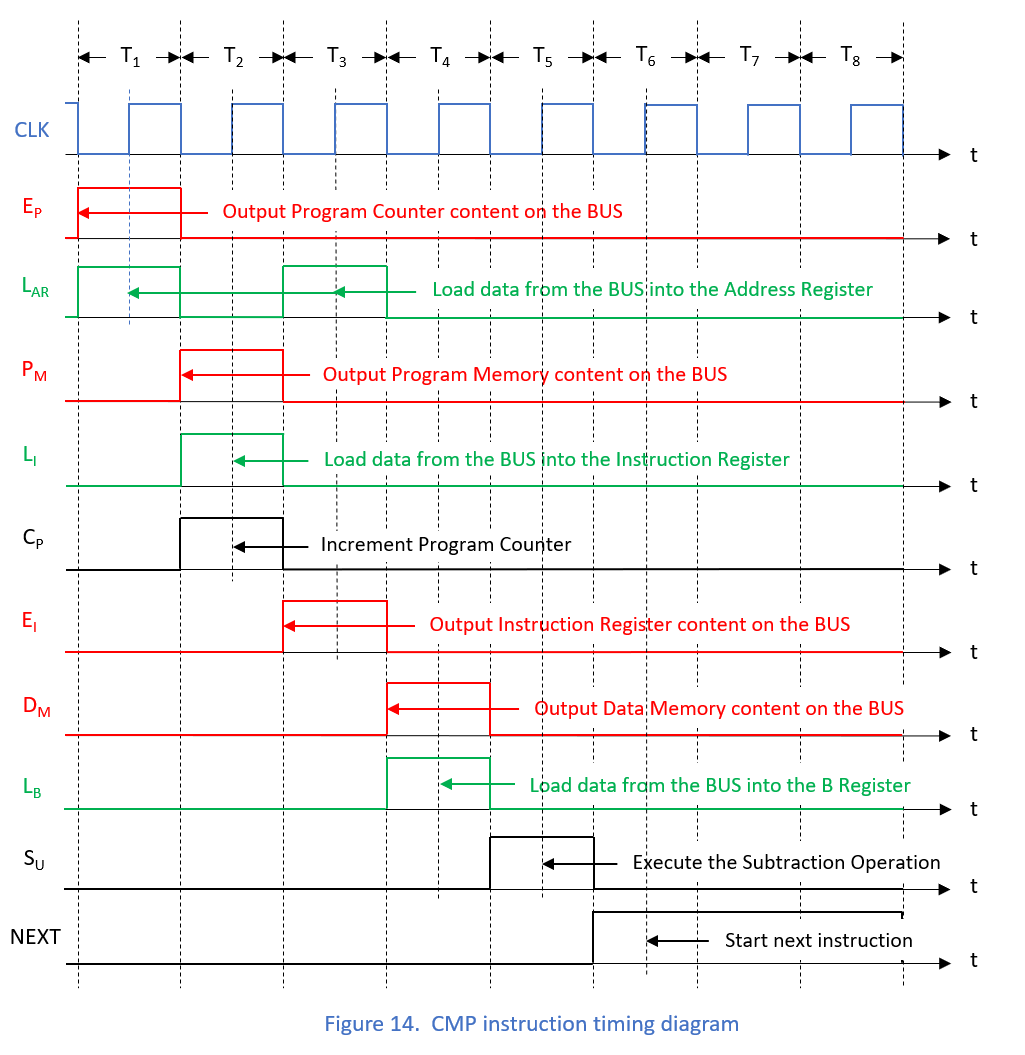 T1 T2 T3 T4 T5 T6 T7 T8
CLK t
EP Output Program Counter content on the BUS t
LAR Load data from the BUS into the Address Register t
PM Output Program Memory content on the BUS t
LI Load data from the BUS into the Instruction Register t
CP Increment Program Counter t
EI Output Instruction Register content on the BUS t
DM Output Data Memory content on the BUS t
LB Load data from the BUS into the B Register t
SU Execute the Subtraction Operation t
NEXT Start next instruction t
Figure 14. CMP instruction timing diagram